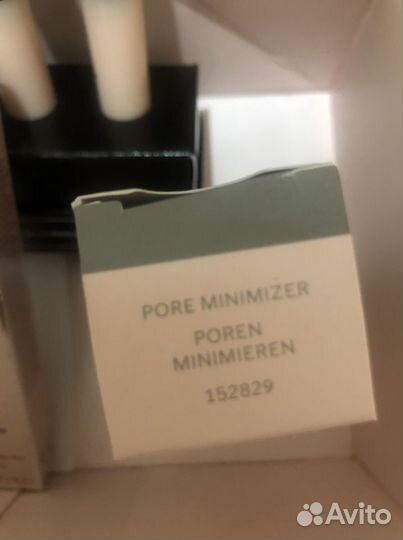 PORE MINIMIZER
POREN
MINIMIEREN
152829
Avito